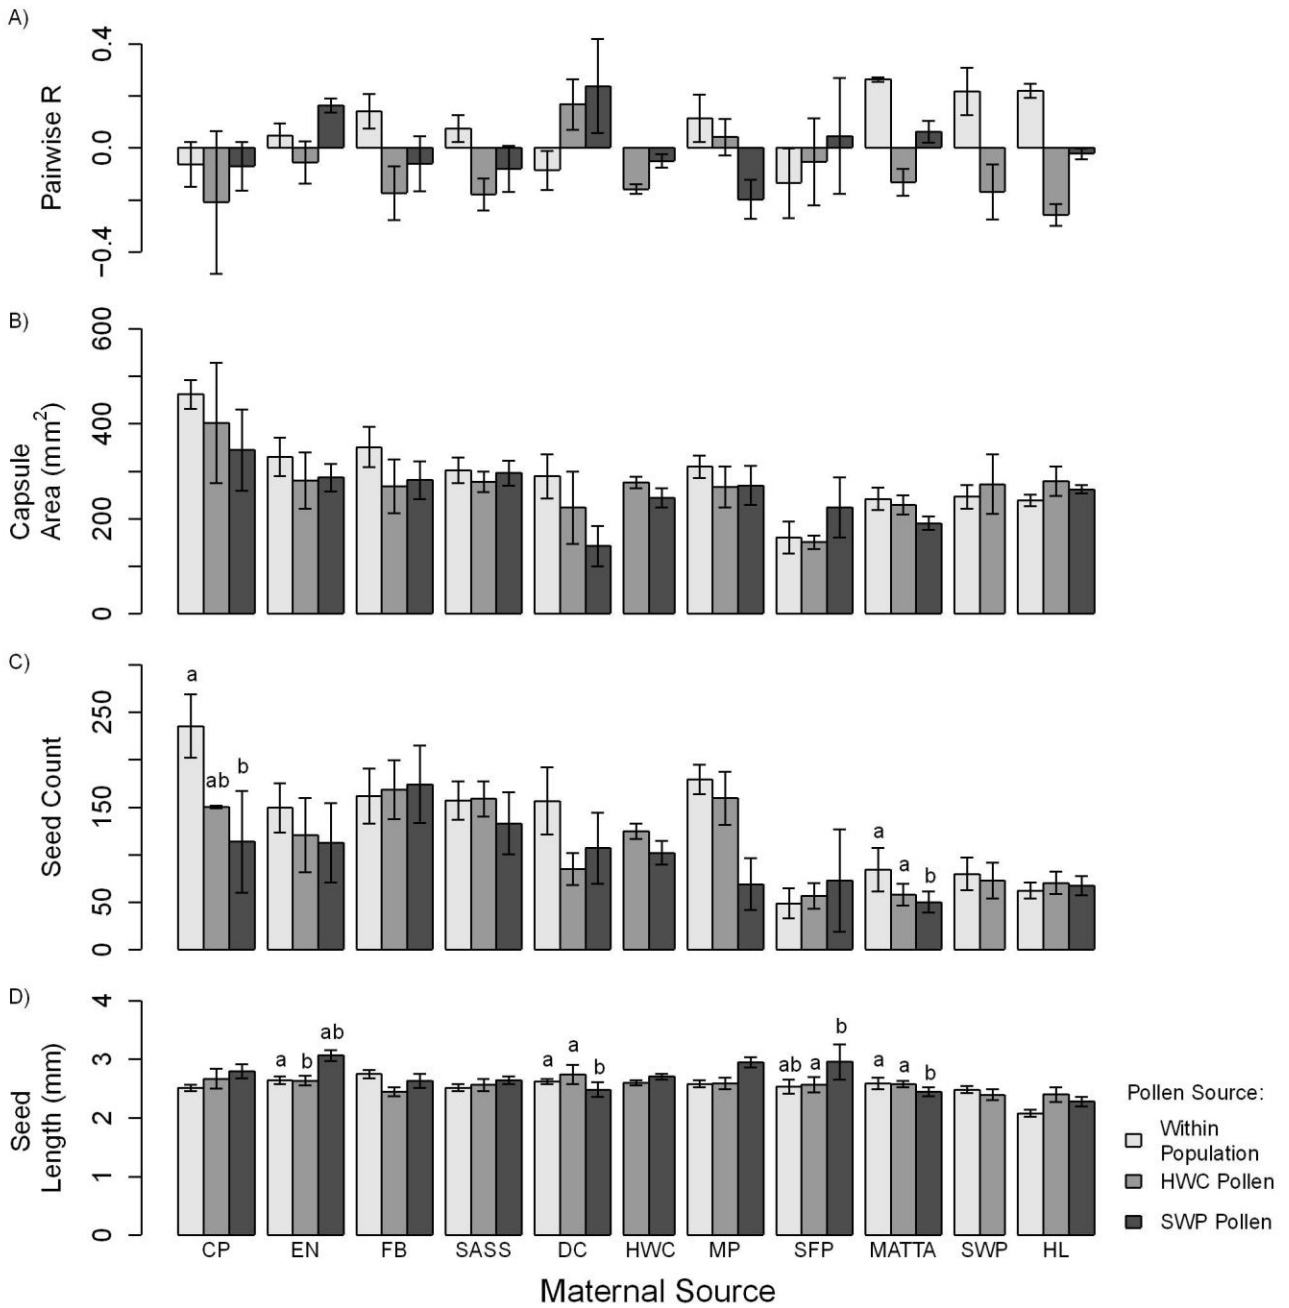 A)
Pairwise R
0.4
0.0
−0.4
B)
Capsule
Area (mm²)
600
400
200
0
C)
Seed Count
250
150
50
0
a
ab
b
a
a
b
D)
Seed
Length (mm)
4
3
2
1
0
a
b
ab
a
a
b
ab
a
b
a
a
b
CP
EN
FB
SASS
DC
HWC
MP
SFP
MATTA
SWP
HL
Maternal Source
Pollen Source:
Within
Population
HWC Pollen
SWP Pollen